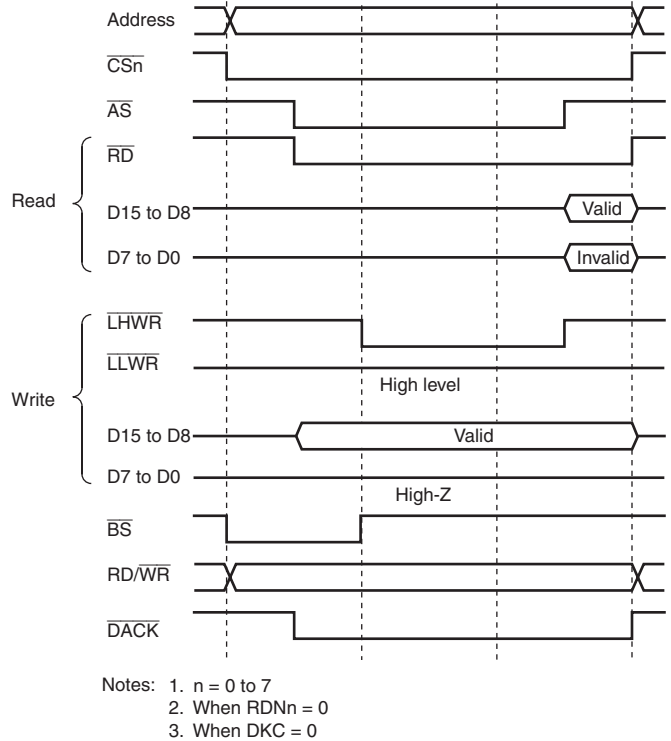 Address
CSn
AS
RD
Read
D15 to D8
Valid
D7 to D0
Invalid
LHWR
LLWR
High level
Write
D15 to D8
Valid
D7 to D0
High-Z
BS
RD/WR
DACK
Notes: 1. n = 0 to 7
2. When RDNn = 0
3. When DKC = 0